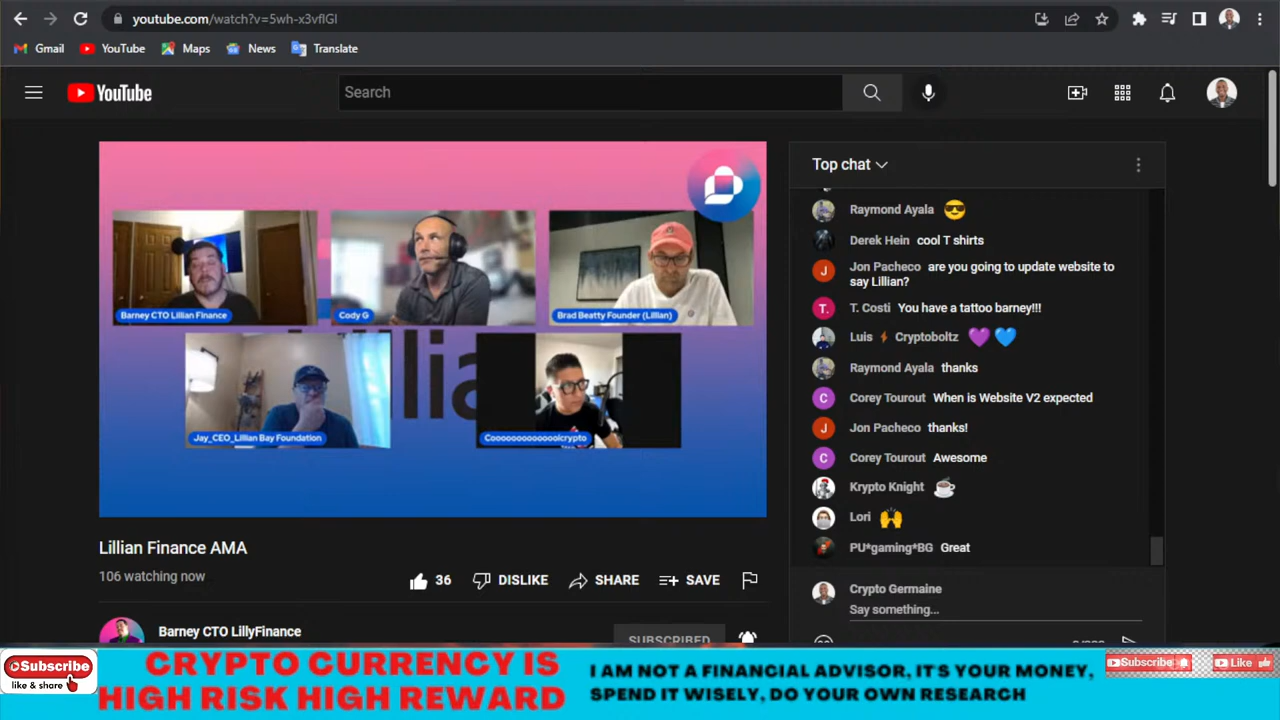 youtube.com/watch?v=5wh-x3vflGI
Gmail YouTube Maps News Translate
YouTube
Search
Top chat
Raymond Ayala 😎
Derek Hein cool T shirts
Jon Pacheco are you going to update website to
say Lillian?
T. Costi You have a tattoo barney!!!
Luis ⚡ Cryptoboltz 💜 💙
Raymond Ayala thanks
Corey Tourout When is Website V2 expected
Jon Pacheco thanks!
Corey Tourout Awesome
Krypto Knight ☕
Lori 🙌
PU*gaming*BG Great
Crypto Germaine
Say something...
Barney CTO Lillian Finance
Cody G
Brad Beatty Founder (Lillian)
Jay_CEO_Lillian Bay Foundation
Cooooooooooooolcrypto
Lillian Finance AMA
106 watching now
36 DISLIKE SHARE SAVE
Barney CTO LillyFinance
SUBSCRIBED
Subscribe
like & share
CRYPTO CURRENCY IS
HIGH RISK HIGH REWARD
I AM NOT A FINANCIAL ADVISOR, IT'S YOUR MONEY,
SPEND IT WISELY, DO YOUR OWN RESEARCH
Subscribe
Like